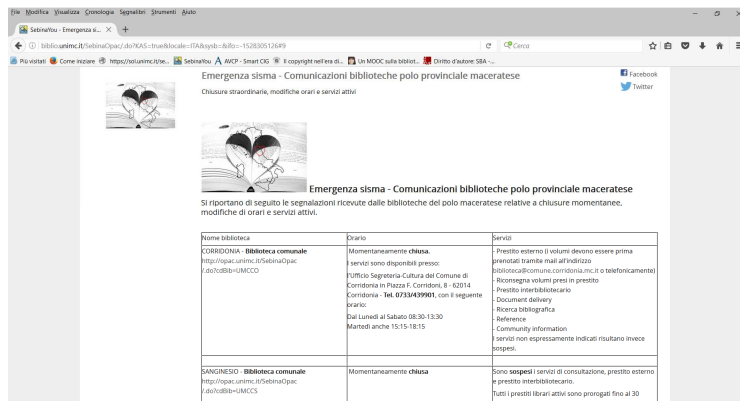 File Modifica Visualizza Cronologia Segnalibri Strumenti Aiuto
SebinaYou - Emergenza si...
biblio.unimc.it/SebinaOpac/.do?KAS=true&locale=ITA&sysb=&ifo=-1528305126#9
Cerca
Più visitati Come iniziare https://sol.unimc.it/se... SebinaYou AVCP - Smart CIG Il copyright nell'era di... Un MOOC sulla bibliot... Diritto d'autore: SBA -...
Emergenza sisma - Comunicazioni biblioteche polo provinciale maceratese
Facebook
Chiusure straordinarie, modifiche orari e servizi attivi
Twitter
Emergenza sisma - Comunicazioni biblioteche polo provinciale maceratese
Si riportano di seguito le segnalazioni ricevute dalle biblioteche del polo maceratese relative a chiusure momentanee,
modifiche di orari e servizi attivi.
Nome biblioteca
Orario
Servizi
CORRIDONIA - Biblioteca comunale
http://opac.unimc.it/SebinaOpac
/.do?cdBib=UMCCO
Momentaneamente chiusa.
I servizi sono disponibili presso:
l'Ufficio Segreteria-Cultura del Comune di
Corridonia in Piazza F. Corridoni, 8 - 62014
Corridonia - Tel. 0733/439901, con il seguente
orario:
Dal Lunedì al Sabato 08:30-13:30
Martedì anche 15:15-18:15
- Prestito esterno (i volumi devono essere prima
prenotati tramite mail all'indirizzo
biblioteca@comune.corridonia.mc.it o telefonicamente)
- Riconsegna volumi presi in prestito
- Prestito interbibliotecario
- Document delivery
- Ricerca bibliografica
- Reference
- Community information
I servizi non espressamente indicati risultano invece
sospesi.
SANGINESIO - Biblioteca comunale
http://opac.unimc.it/SebinaOpac
/.do?cdBib=UMCCS
Momentaneamente chiusa
Sono sospesi i servizi di consultazione, prestito esterno
e prestito interbibliotecario.
Tutti i prestiti librari attivi sono prorogati fino al 30